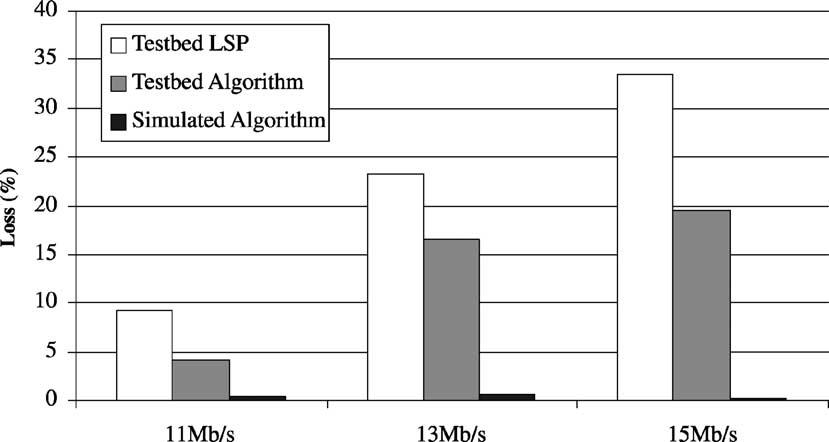 40
35
30
25
20
15
10
5
0
Loss (%)
Testbed LSP
Testbed Algorithm
Simulated Algorithm
11Mb/s
13Mb/s
15Mb/s